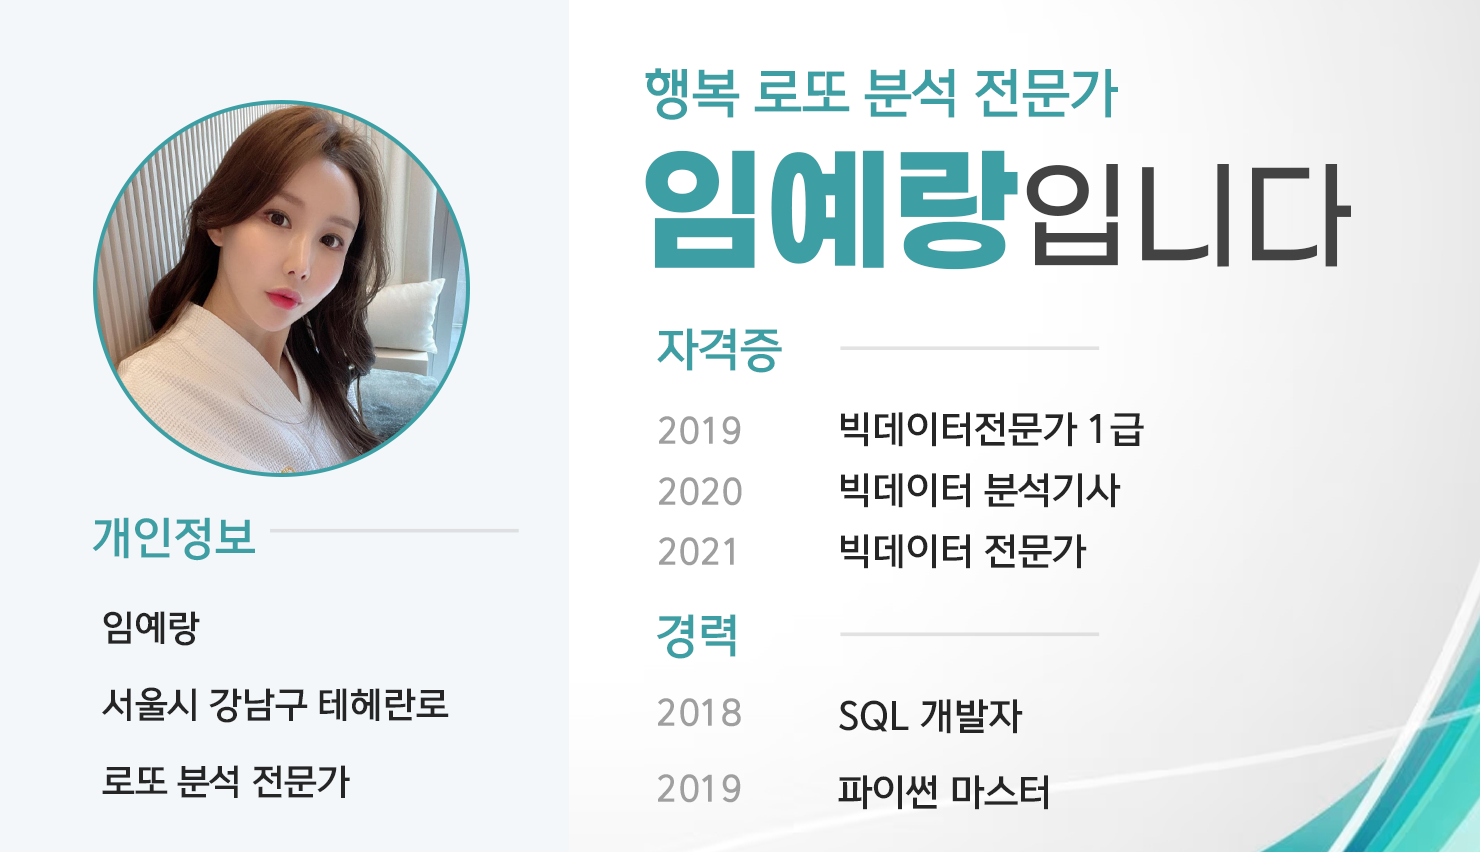 행복 로또 분석 전문가
임예랑입니다
자격증
2019 빅데이터전문가 1급
2020 빅데이터 분석기사
2021 빅데이터 전문가
경력
2018 SQL 개발자
2019 파이썬 마스터
개인정보
임예랑
서울시 강남구 테헤란로
로또 분석 전문가